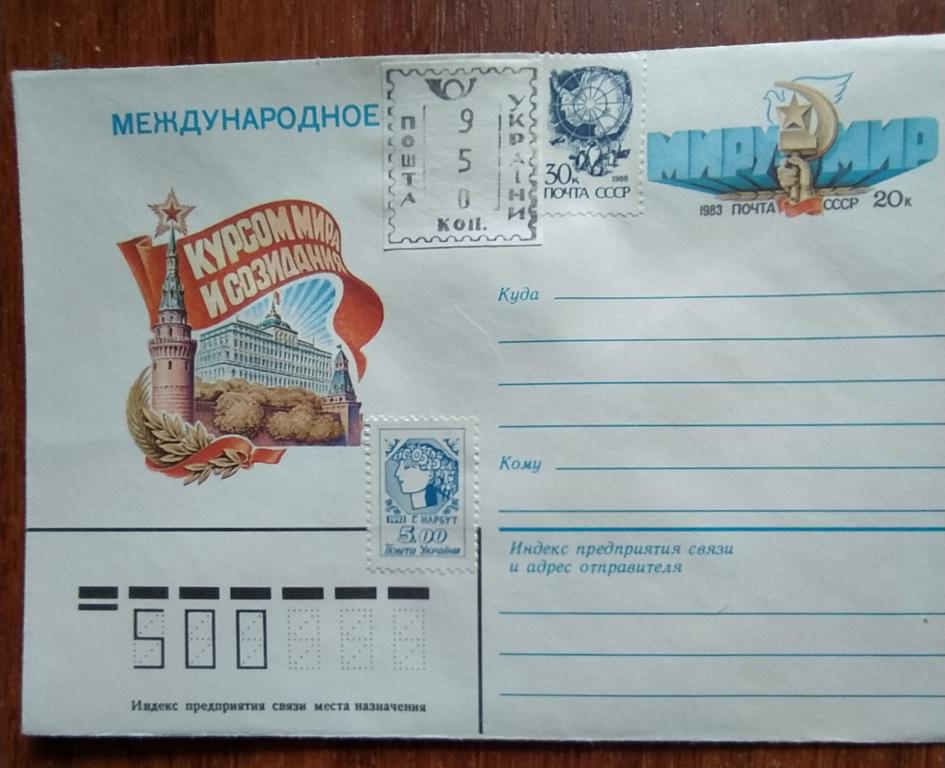 МЕЖДУНАРОДНОЕ
ПОШТА
9
5
0
УКРАЇНИ
КОП.
30к 1988
ПОЧТА СССР
МИРУ МИР
1983 ПОЧТА СССР 20к
КУРСОМ МИРА
И СОЗИДАНИЯ
Куда
Кому
1992 Г. НАРБУТ
5.00
Пошта України
Индекс предприятия связи
и адрес отправителя
500
Индекс предприятия связи места назначения